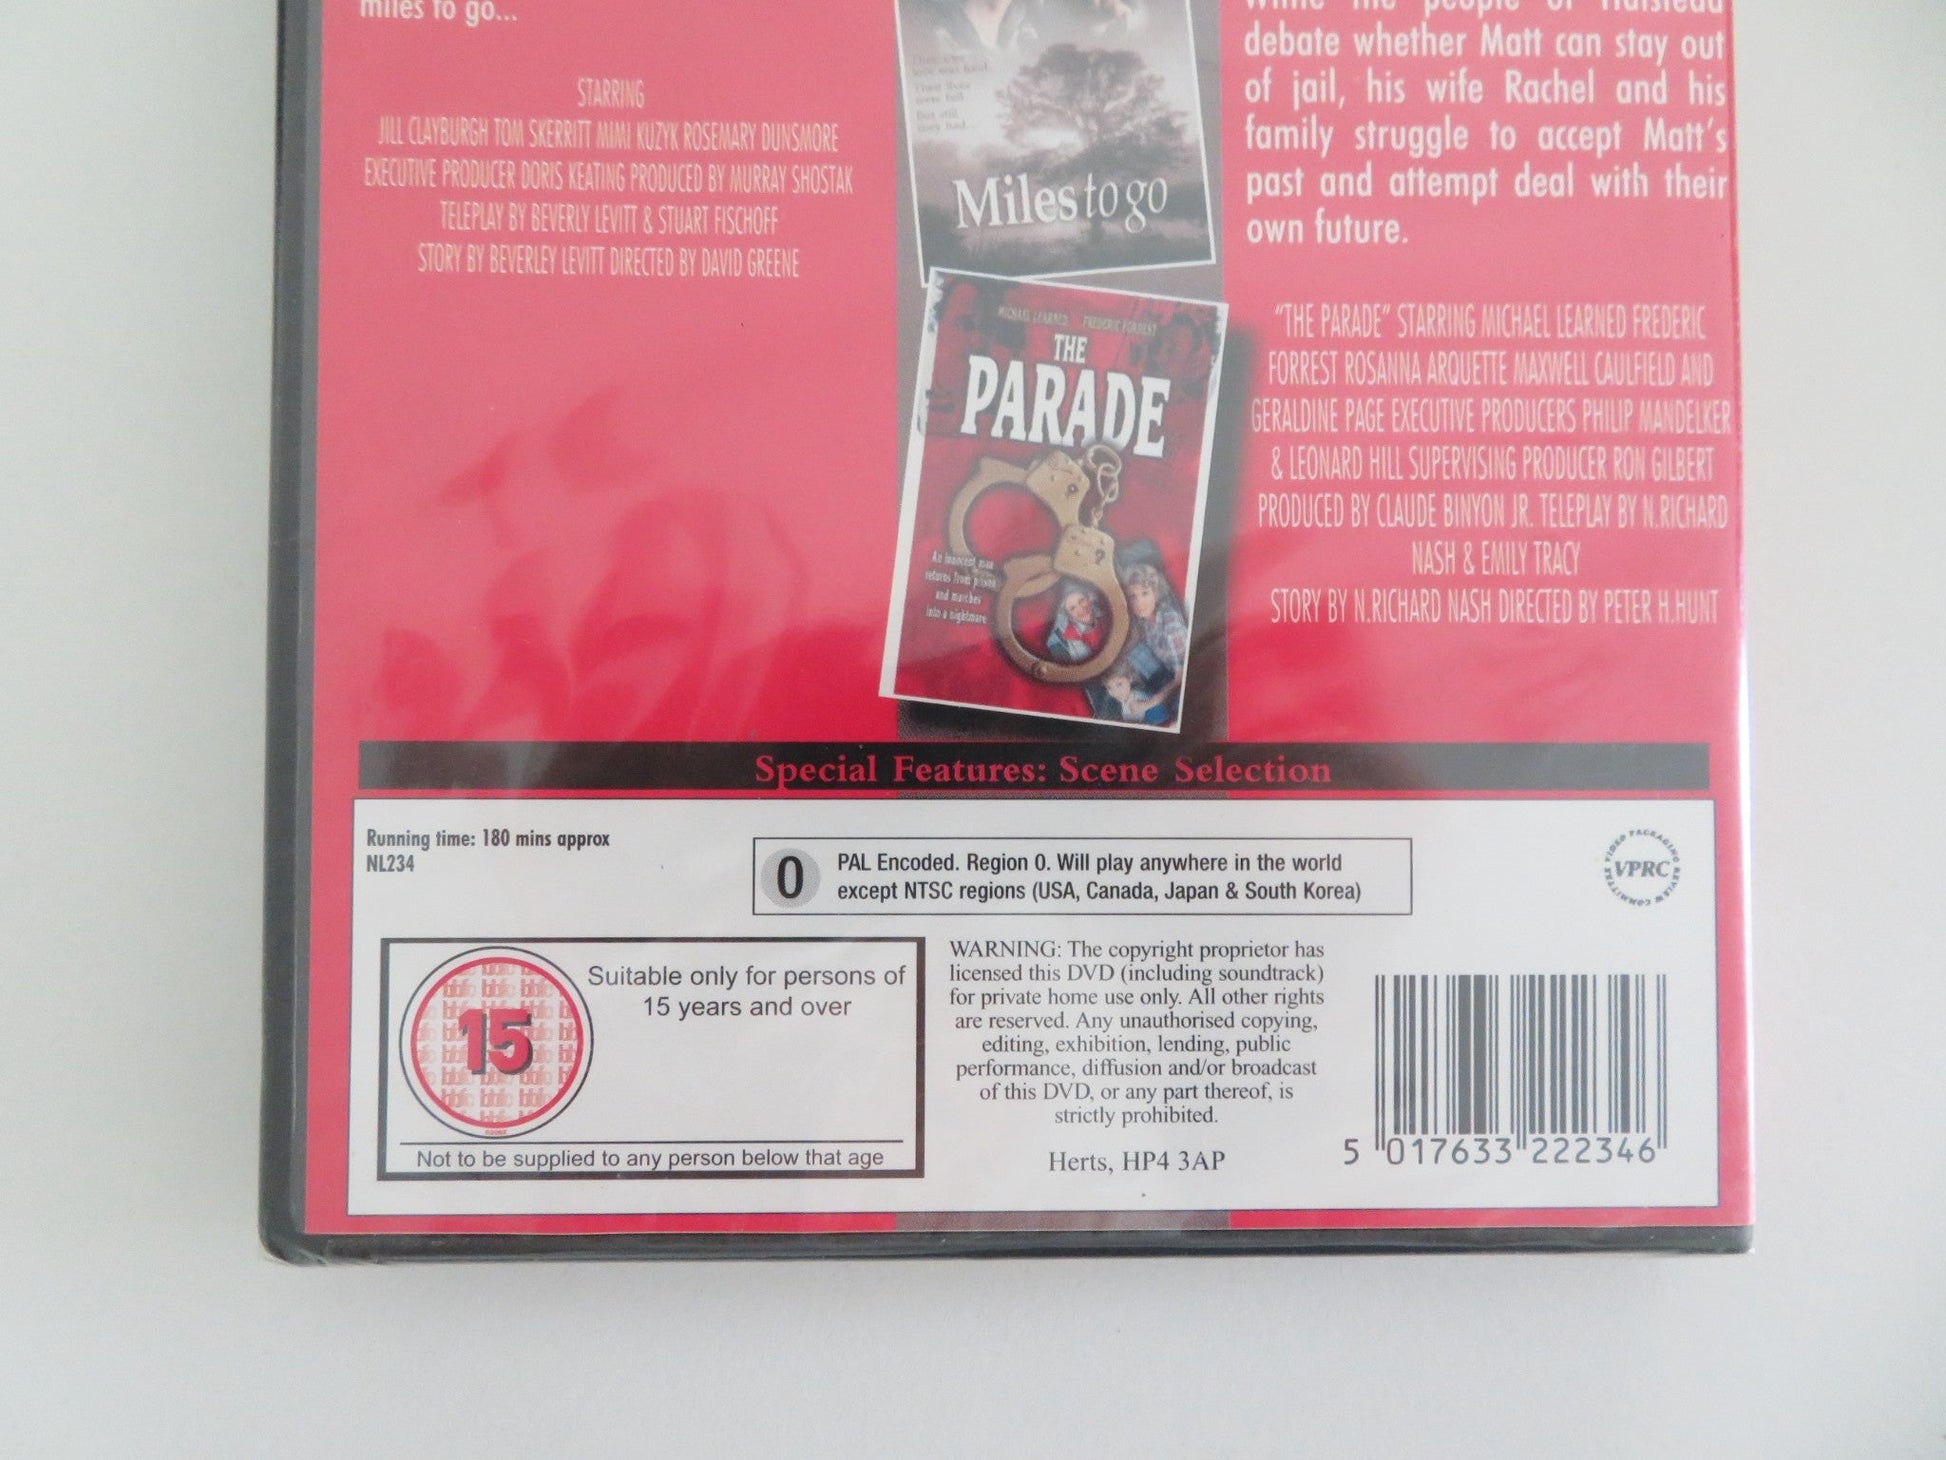 miles to go...
STARRING
JILL CLAYBURGH TOM SKERRITT MIMI KUZYK ROSEMARY DUNSMORE
EXECUTIVE PRODUCER DORIS KEATING PRODUCED BY MURRAY SHOSTAK
TELEPLAY BY BEVERLY LEVITT & STUART FISCHOFF
STORY BY BEVERLEY LEVITT DIRECTED BY DAVID GREENE
Miles to go
MICHAEL LEARNED FREDERIC FORREST
THE
PARADE
An innocent man
returns from prison
and marches
into a nightmare
While the people of Halstead
debate whether Matt can stay out
of jail, his wife Rachel and his
family struggle to accept Matt's
past and attempt deal with their
own future.
"THE PARADE" STARRING MICHAEL LEARNED FREDERIC
FORREST ROSANNA ARQUETTE MAXWELL CAULFIELD AND
GERALDINE PAGE EXECUTIVE PRODUCERS PHILIP MANDELKER
& LEONARD HILL SUPERVISING PRODUCER RON GILBERT
PRODUCED BY CLAUDE BINYON JR. TELEPLAY BY N.RICHARD
NASH & EMILY TRACY
STORY BY N.RICHARD NASH DIRECTED BY PETER H.HUNT
Special Features: Scene Selection
Running time: 180 mins approx
NL234
0
PAL Encoded. Region 0. Will play anywhere in the world
except NTSC regions (USA, Canada, Japan & South Korea)
VIDEO PACKAGING REVIEW COMMITTEE
VPRC
15
Suitable only for persons of
15 years and over
Not to be supplied to any person below that age
WARNING: The copyright proprietor has
licensed this DVD (including soundtrack)
for private home use only. All other rights
are reserved. Any unauthorised copying,
editing, exhibition, lending, public
performance, diffusion and/or broadcast
of this DVD, or any part thereof, is
strictly prohibited.
Herts, HP4 3AP
5 017633 222346